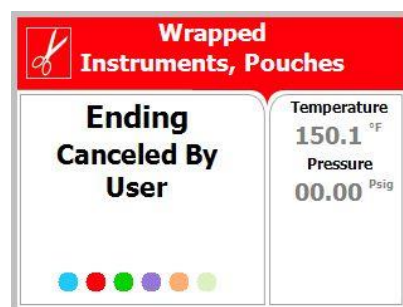 Wrapped
Instruments, Pouches
Ending
Canceled By
User
Temperature
150.1 °F
Pressure
00.00 Psig